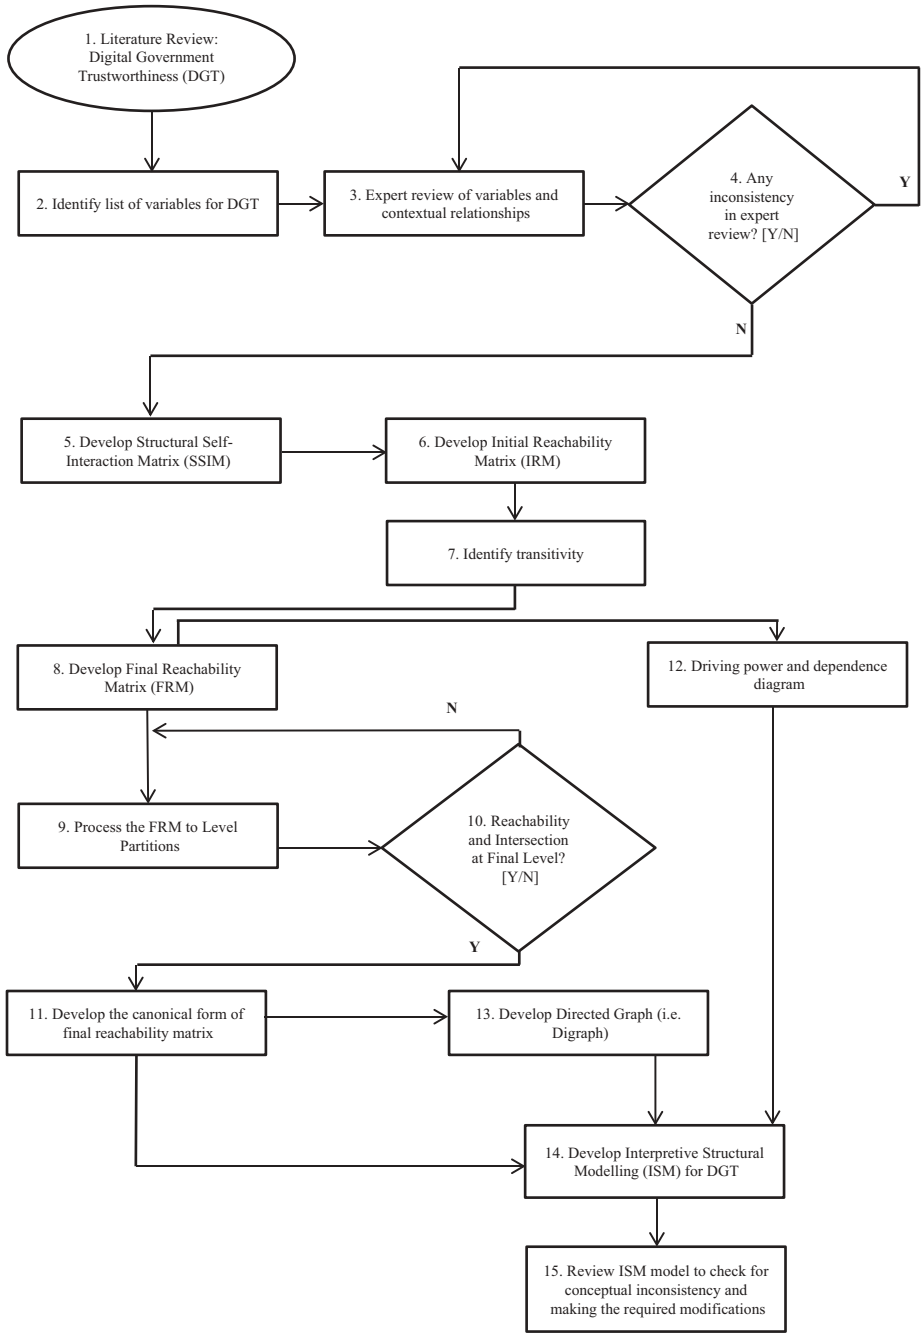 1. Literature Review:
Digital Government
Trustworthiness (DGT)
2. Identify list of variables for DGT
3. Expert review of variables and
contextual relationships
4. Any
inconsistency
in expert
review? [Y/N]
Y
N
5. Develop Structural Self-
Interaction Matrix (SSIM)
6. Develop Initial Reachability
Matrix (IRM)
7. Identify transitivity
8. Develop Final Reachability
Matrix (FRM)
12. Driving power and dependence
diagram
N
9. Process the FRM to Level
Partitions
10. Reachability
and Intersection
at Final Level?
[Y/N]
Y
11. Develop the canonical form of
final reachability matrix
13. Develop Directed Graph (i.e.
Digraph)
14. Develop Interpretive Structural
Modelling (ISM) for DGT
15. Review ISM model to check for
conceptual inconsistency and
making the required modifications